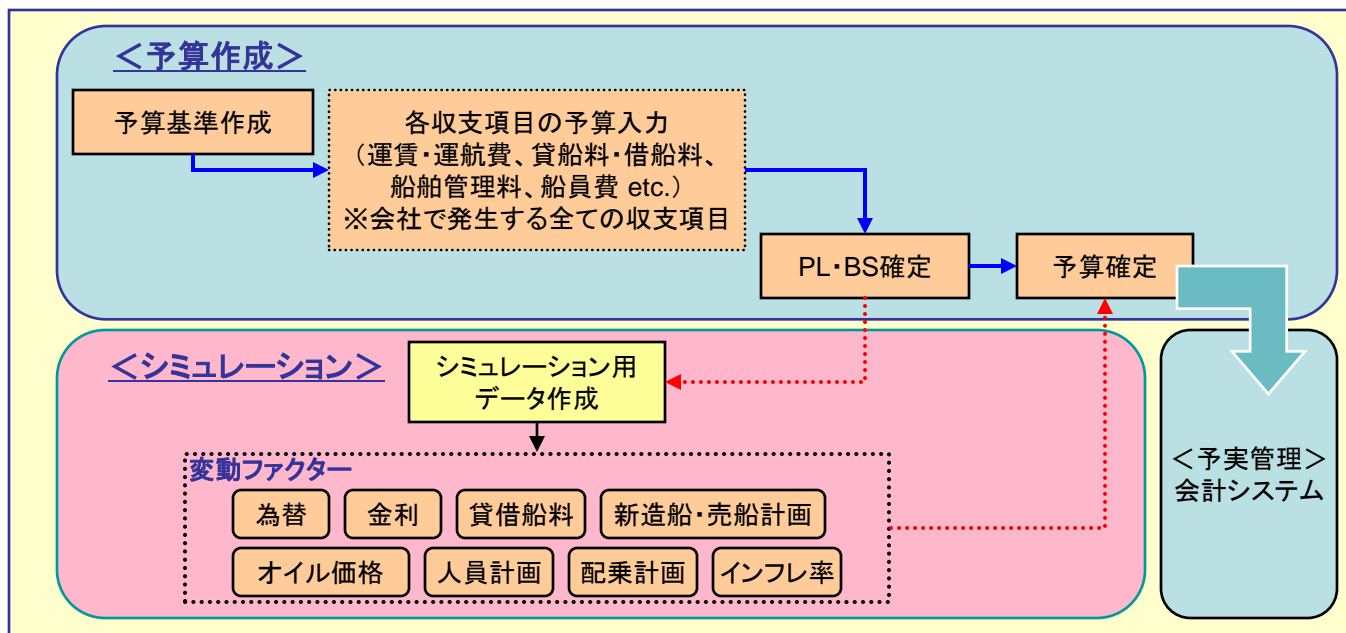 ＜予算作成＞
予算基準作成
各収支項目の予算入力
（運賃・運航費、貸船料・借船料、
船舶管理料、船員費 etc.）
※会社で発生する全ての収支項目
PL・BS確定
予算確定
＜シミュレーション＞
シミュレーション用
データ作成
変動ファクター
為替
金利
貸借船料
新造船・売船計画
オイル価格
人員計画
配乗計画
インフレ率
＜予実管理＞
会計システム